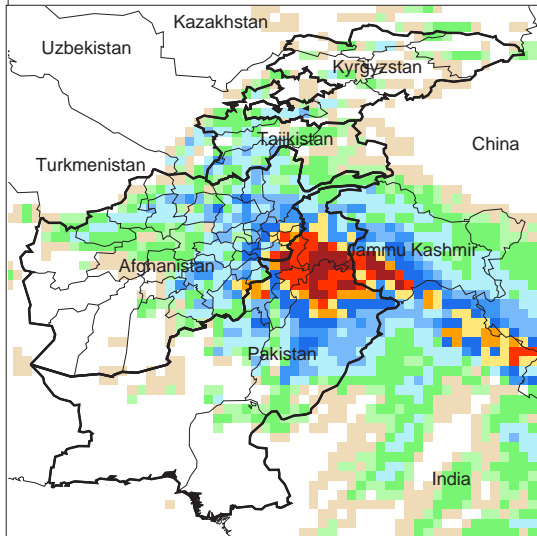 Kazakhstan
Uzbekistan
Kyrgyzstan
Tajikistan
China
Turkmenistan
Jammu Kashmir
Afghanistan
Pakistan
India